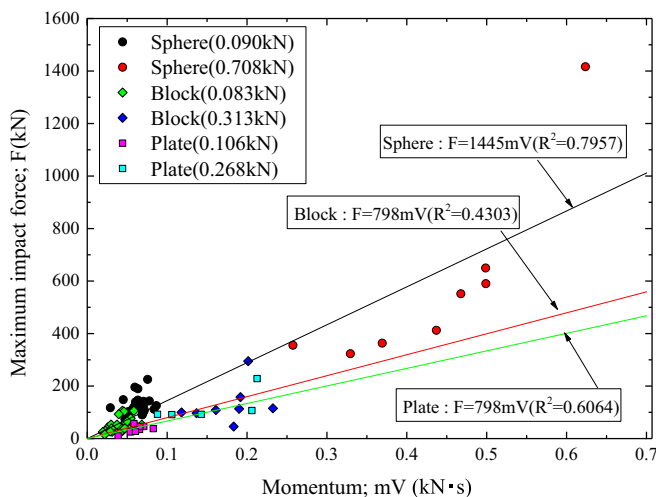 1600
1400
1200
1000
800
600
400
200
0
Maximum impact force; F(kN)
Sphere(0.090kN)
Sphere(0.708kN)
Block(0.083kN)
Block(0.313kN)
Plate(0.106kN)
Plate(0.268kN)
Sphere : F=1445mV(R²=0.7957)
Block : F=798mV(R²=0.4303)
Plate : F=798mV(R²=0.6064)
0.0 0.1 0.2 0.3 0.4 0.5 0.6 0.7
Momentum; mV (kN·s)